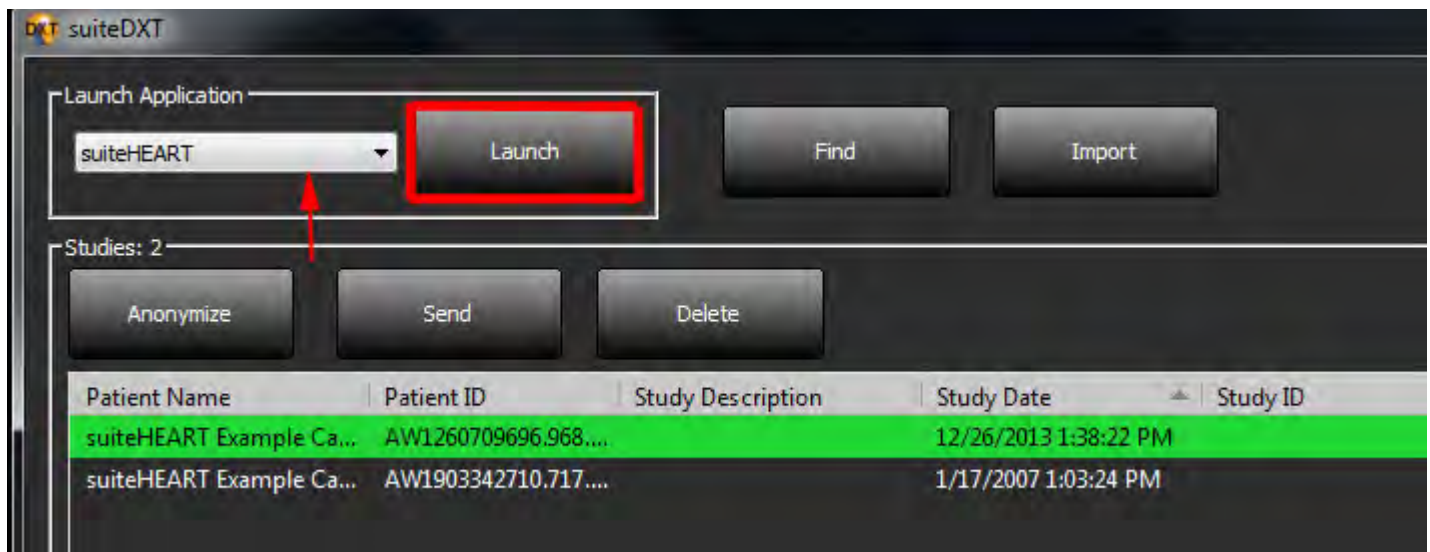 DXT suiteDXT
Launch Application
suiteHEART Launch Find Import
Studies: 2
Anonymize Send Delete
Patient Name Patient ID Study Description Study Date Study ID
suiteHEART Example Ca... AW1260709696.968.... 12/26/2013 1:38:22 PM
suiteHEART Example Ca... AW1903342710.717.... 1/17/2007 1:03:24 PM